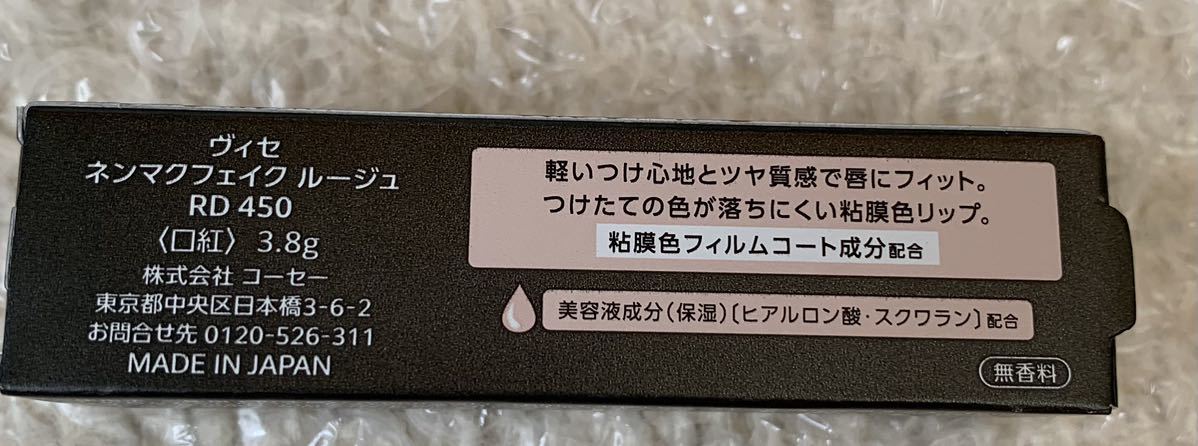 ヴィセ
ネンマクフェイク ルージュ
RD 450
〈口紅〉 3.8g
株式会社 コーセー
東京都中央区日本橋3-6-2
お問合せ先 0120-526-311
MADE IN JAPAN
軽いつけ心地とツヤ質感で唇にフィット。
つけたての色が落ちにくい粘膜色リップ。
粘膜色フィルムコート成分配合
美容液成分(保湿)〔ヒアルロン酸・スクワラン〕配合
無香料